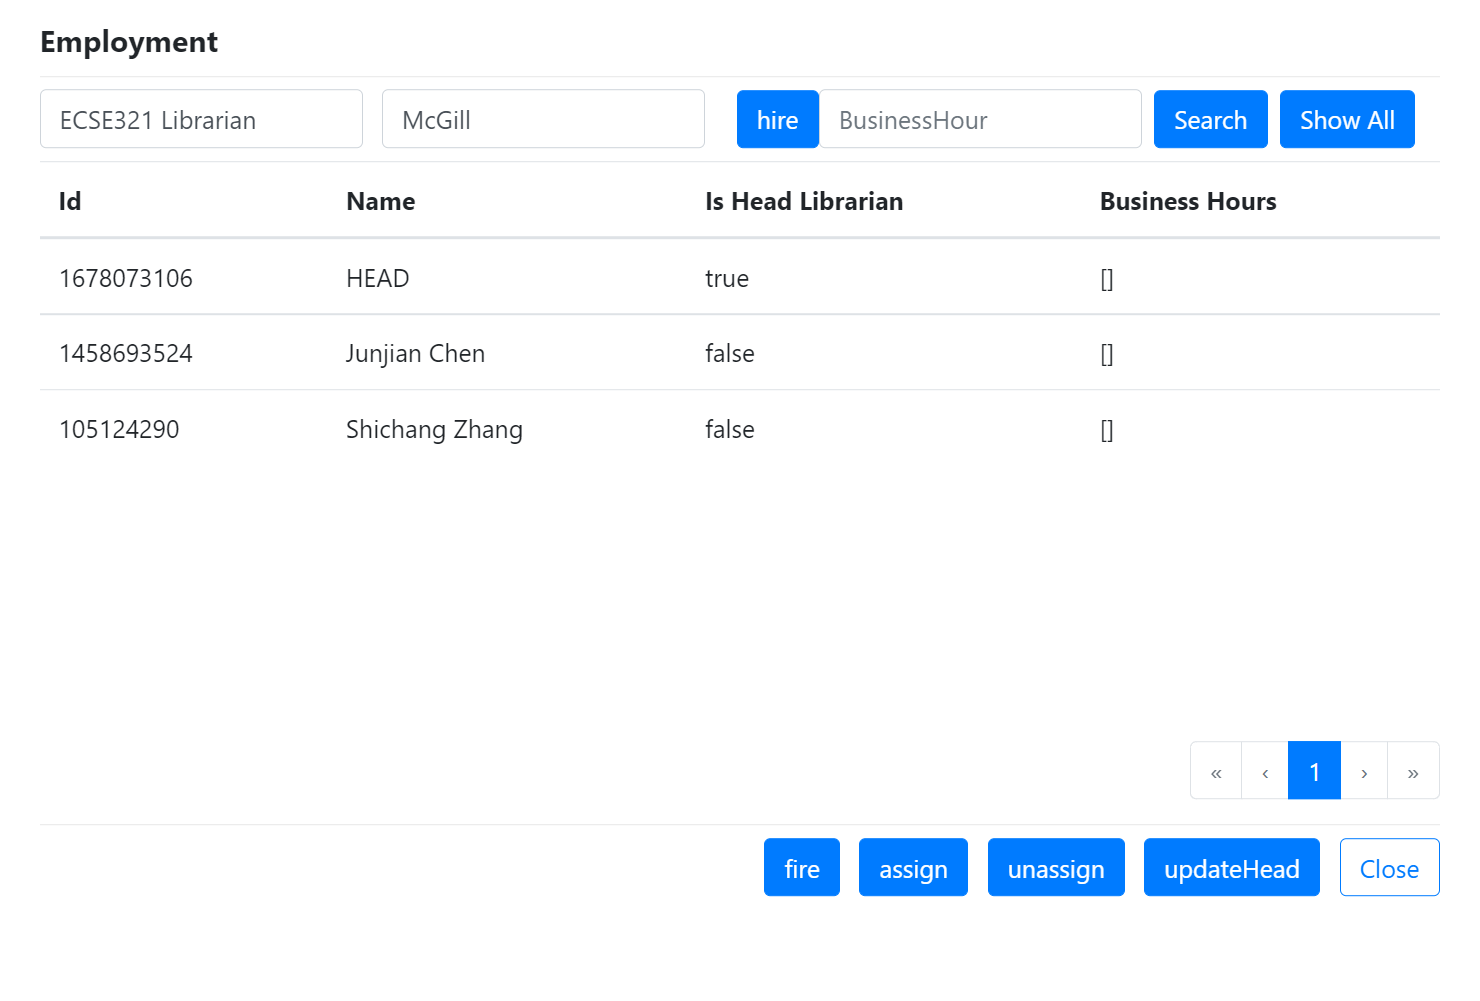 Employment
ECSE321 Librarian McGill hire BusinessHour Search Show All
Id Name Is Head Librarian Business Hours
1678073106 HEAD true []
1458693524 Junjian Chen false []
105124290 Shichang Zhang false []
« ‹ 1 › »
fire assign unassign updateHead Close